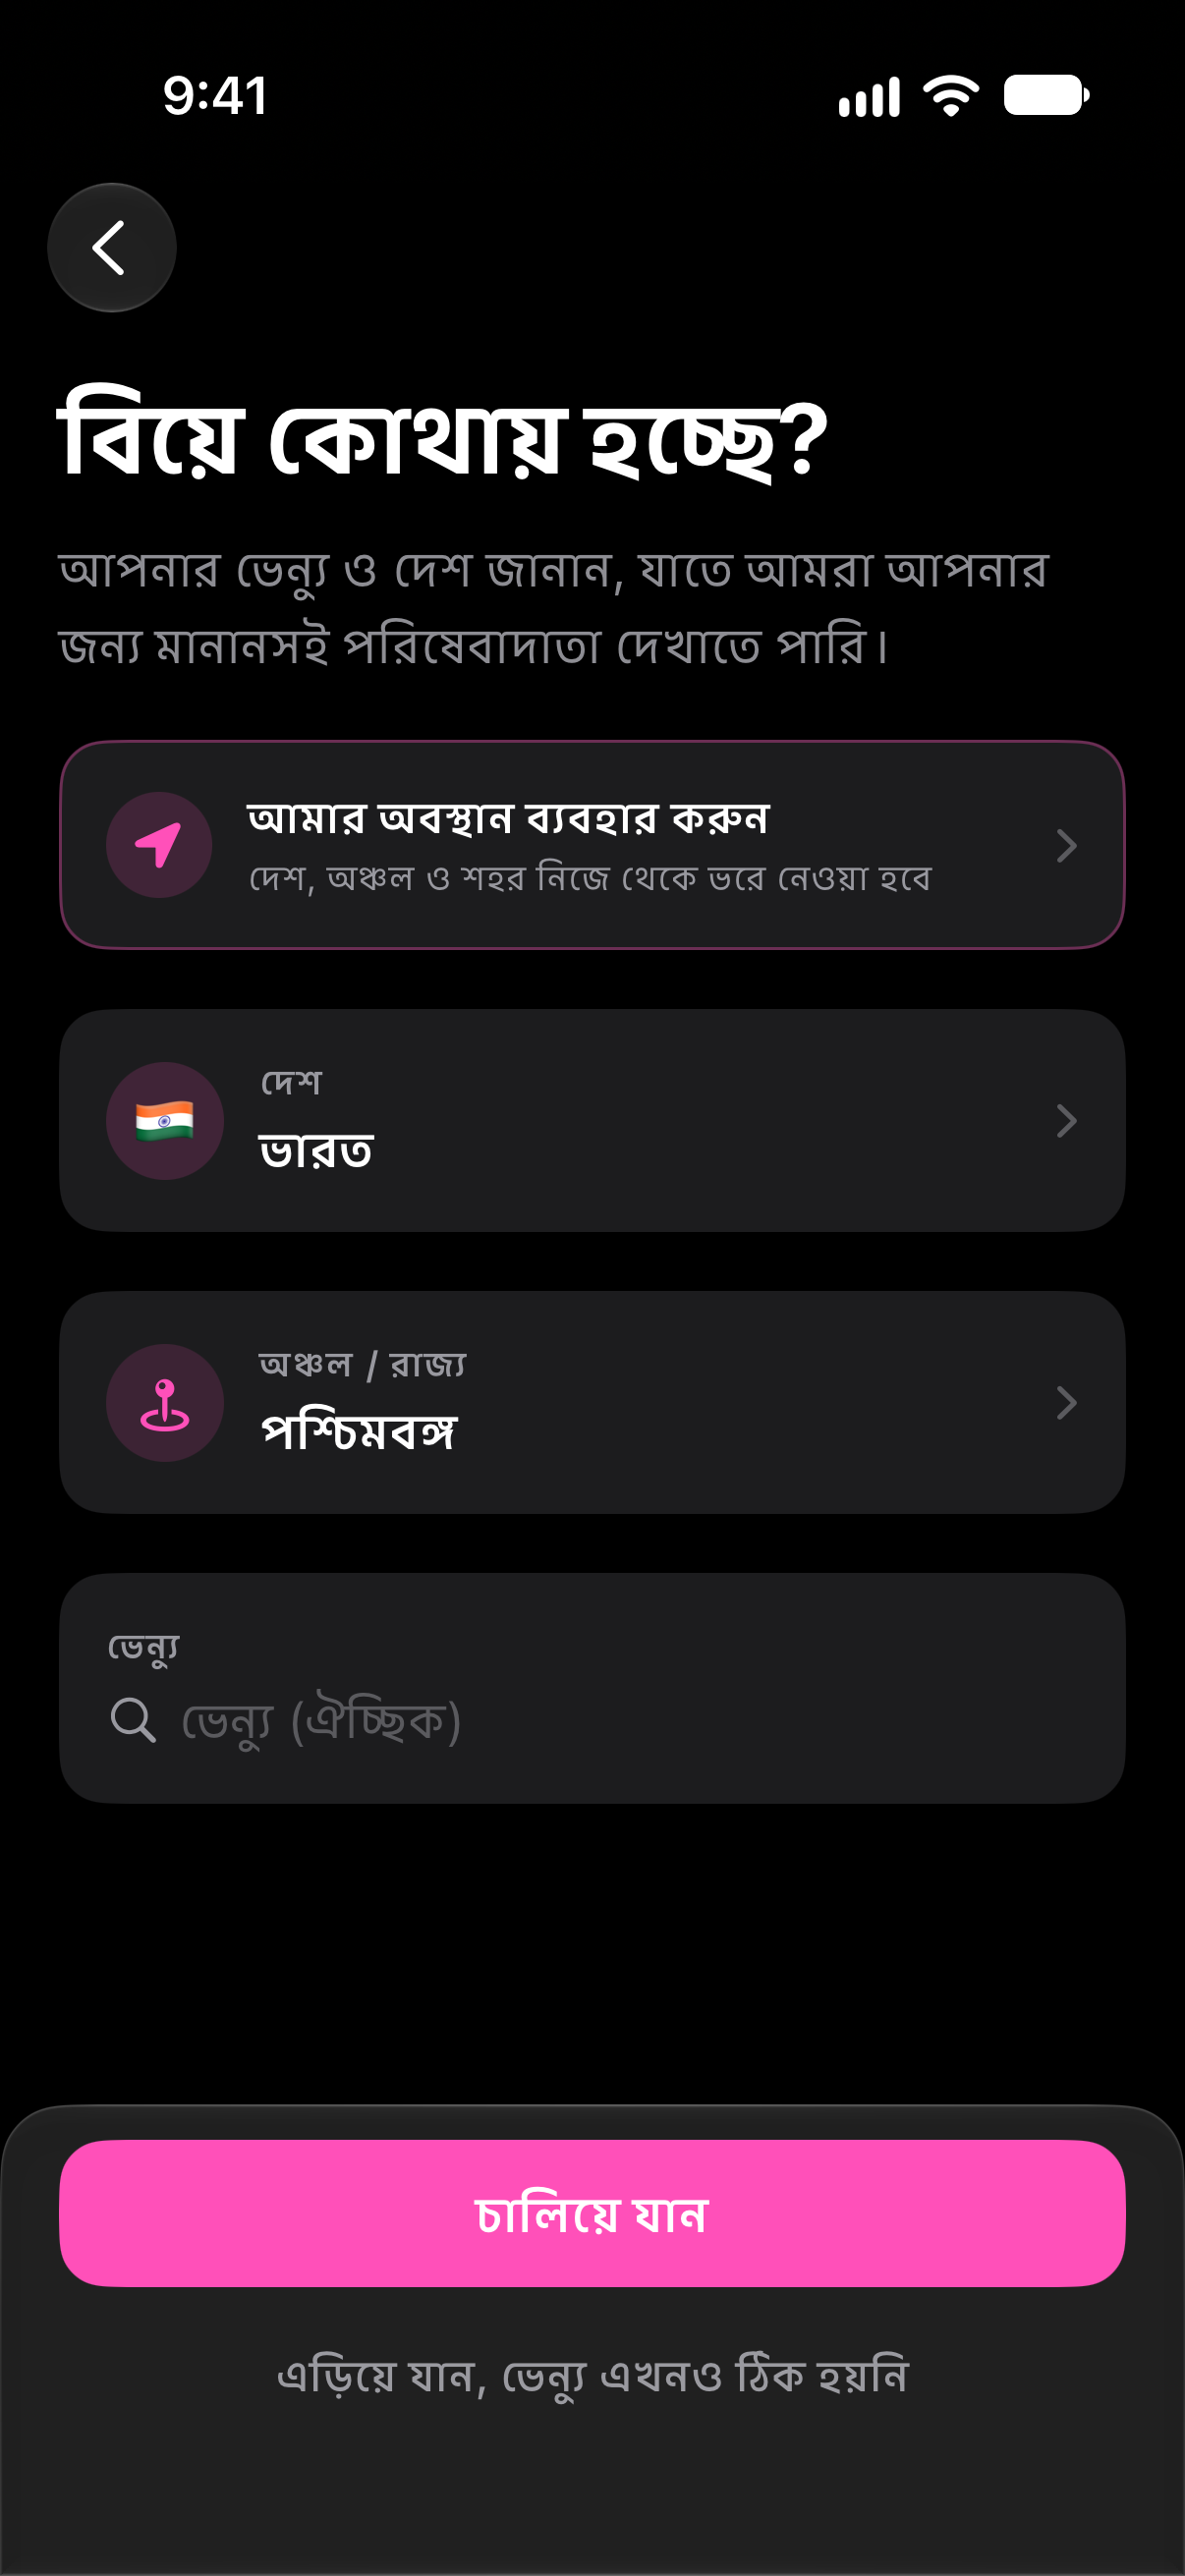 9:41
বিয়ে কোথায় হচ্ছে?
আপনার ভেন্যু ও দেশ জানান, যাতে আমরা আপনার
জন্য মানানসই পরিষেবাদাতা দেখাতে পারি।
আমার অবস্থান ব্যবহার করুন
দেশ, অঞ্চল ও শহর নিজে থেকে ভরে নেওয়া হবে
দেশ
ভারত
অঞ্চল / রাজ্য
পশ্চিমবঙ্গ
ভেন্যু
ভেন্যু (ঐচ্ছিক)
চালিয়ে যান
এড়িয়ে যান, ভেন্যু এখনও ঠিক হয়নি